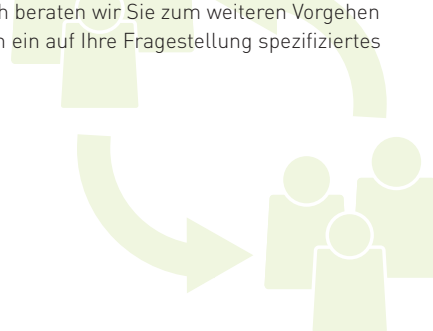 h beraten wir Sie zum weiteren Vorgehen
n ein auf Ihre Fragestellung spezifiziertes